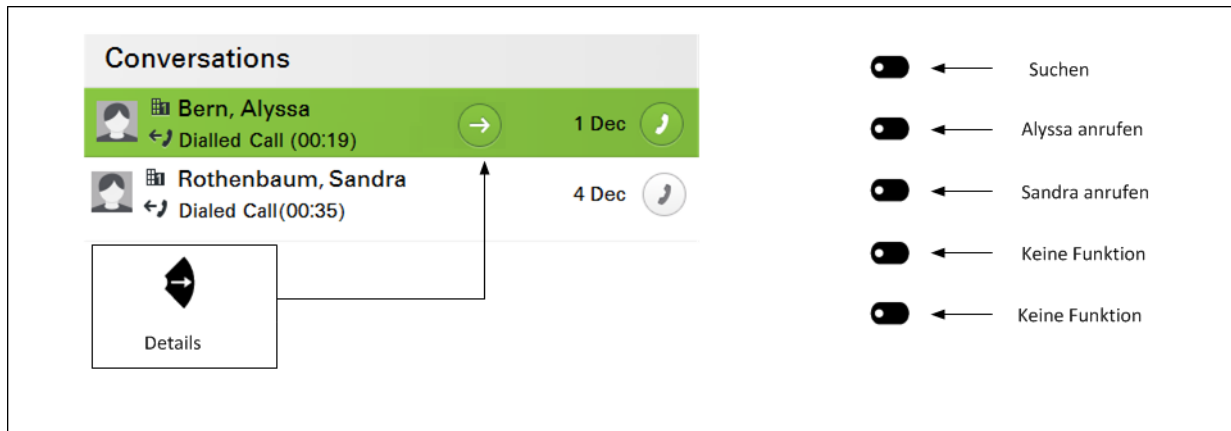 Conversations
Bern, Alyssa
Dialled Call (00:19)
1 Dec
Rothenbaum, Sandra
Dialed Call(00:35)
4 Dec
Details
Suchen
Alyssa anrufen
Sandra anrufen
Keine Funktion
Keine Funktion